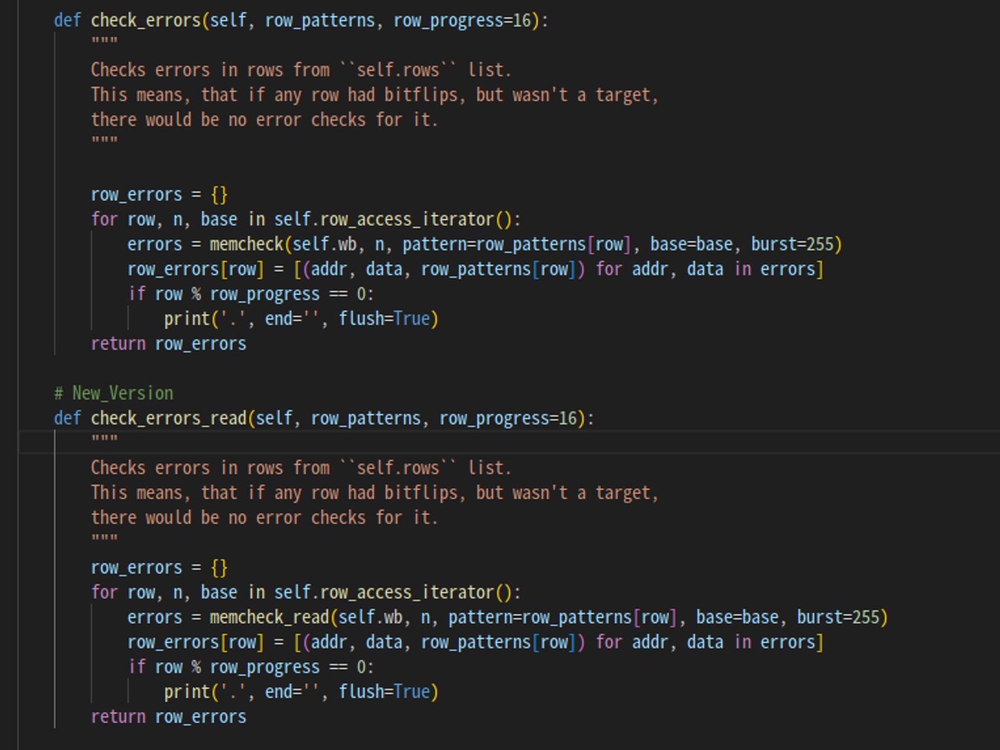 def check_errors(self, row_patterns, row_progress=16):
"""
Checks errors in rows from ``self.rows`` list.
This means, that if any row had bitflips, but wasn't a target,
there would be no error checks for it.
"""
row_errors = {}
for row, n, base in self.row_access_iterator():
errors = memcheck(self.wb, n, pattern=row_patterns[row], base=base, burst=255)
row_errors[row] = [(addr, data, row_patterns[row]) for addr, data in errors]
if row % row_progress == 0:
print('.', end='', flush=True)
return row_errors
# New_Version
def check_errors_read(self, row_patterns, row_progress=16):
"""
Checks errors in rows from ``self.rows`` list.
This means, that if any row had bitflips, but wasn't a target,
there would be no error checks for it.
"""
row_errors = {}
for row, n, base in self.row_access_iterator():
errors = memcheck_read(self.wb, n, pattern=row_patterns[row], base=base, burst=255)
row_errors[row] = [(addr, data, row_patterns[row]) for addr, data in errors]
if row % row_progress == 0:
print('.', end='', flush=True)
return row_errors